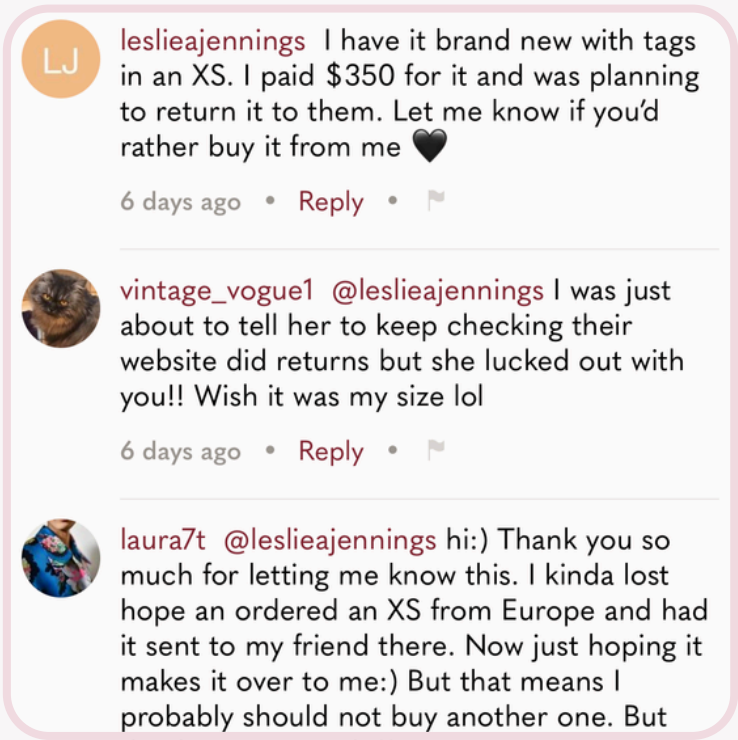 LJ
leslieajennings I have it brand new with tags
in an XS. I paid $350 for it and was planning
to return it to them. Let me know if you'd
rather buy it from me 🖤
6 days ago • Reply •
vintage_vogue1 @leslieajennings I was just
about to tell her to keep checking their
website did returns but she lucked out with
you!! Wish it was my size lol
6 days ago • Reply •
laura7t @leslieajennings hi:) Thank you so
much for letting me know this. I kinda lost
hope an ordered an XS from Europe and had
it sent to my friend there. Now just hoping it
makes it over to me:) But that means I
probably should not buy another one. But